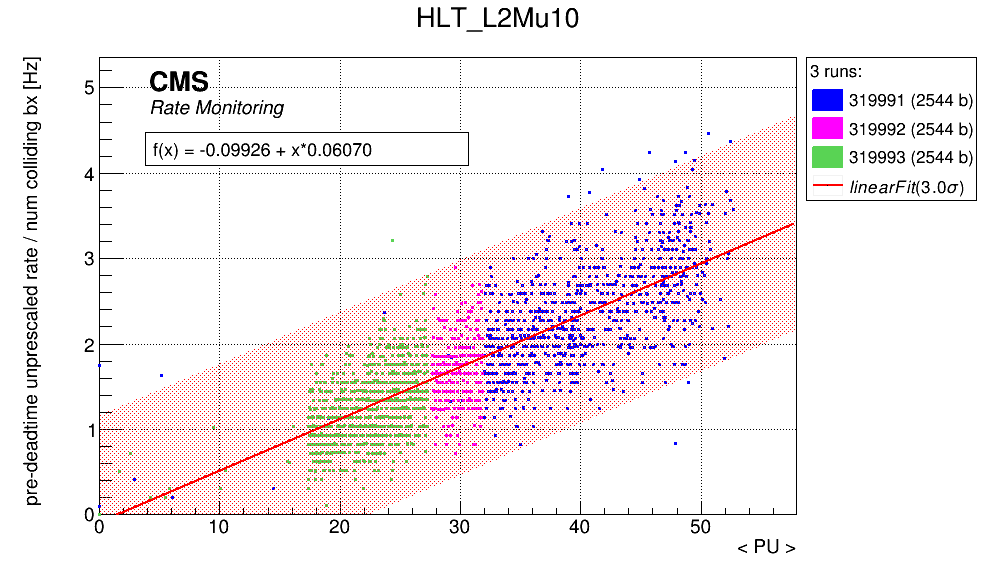 HLT_L2Mu10
pre-deadtime unprescaled rate / num colliding bx [Hz]
CMS
Rate Monitoring
f(x) = -0.09926 + x*0.06070
5
4
3
2
1
0
0 10 20 30 40 50
< PU >
3 runs:
319991 (2544 b)
319992 (2544 b)
319993 (2544 b)
linearFit(3.0σ)